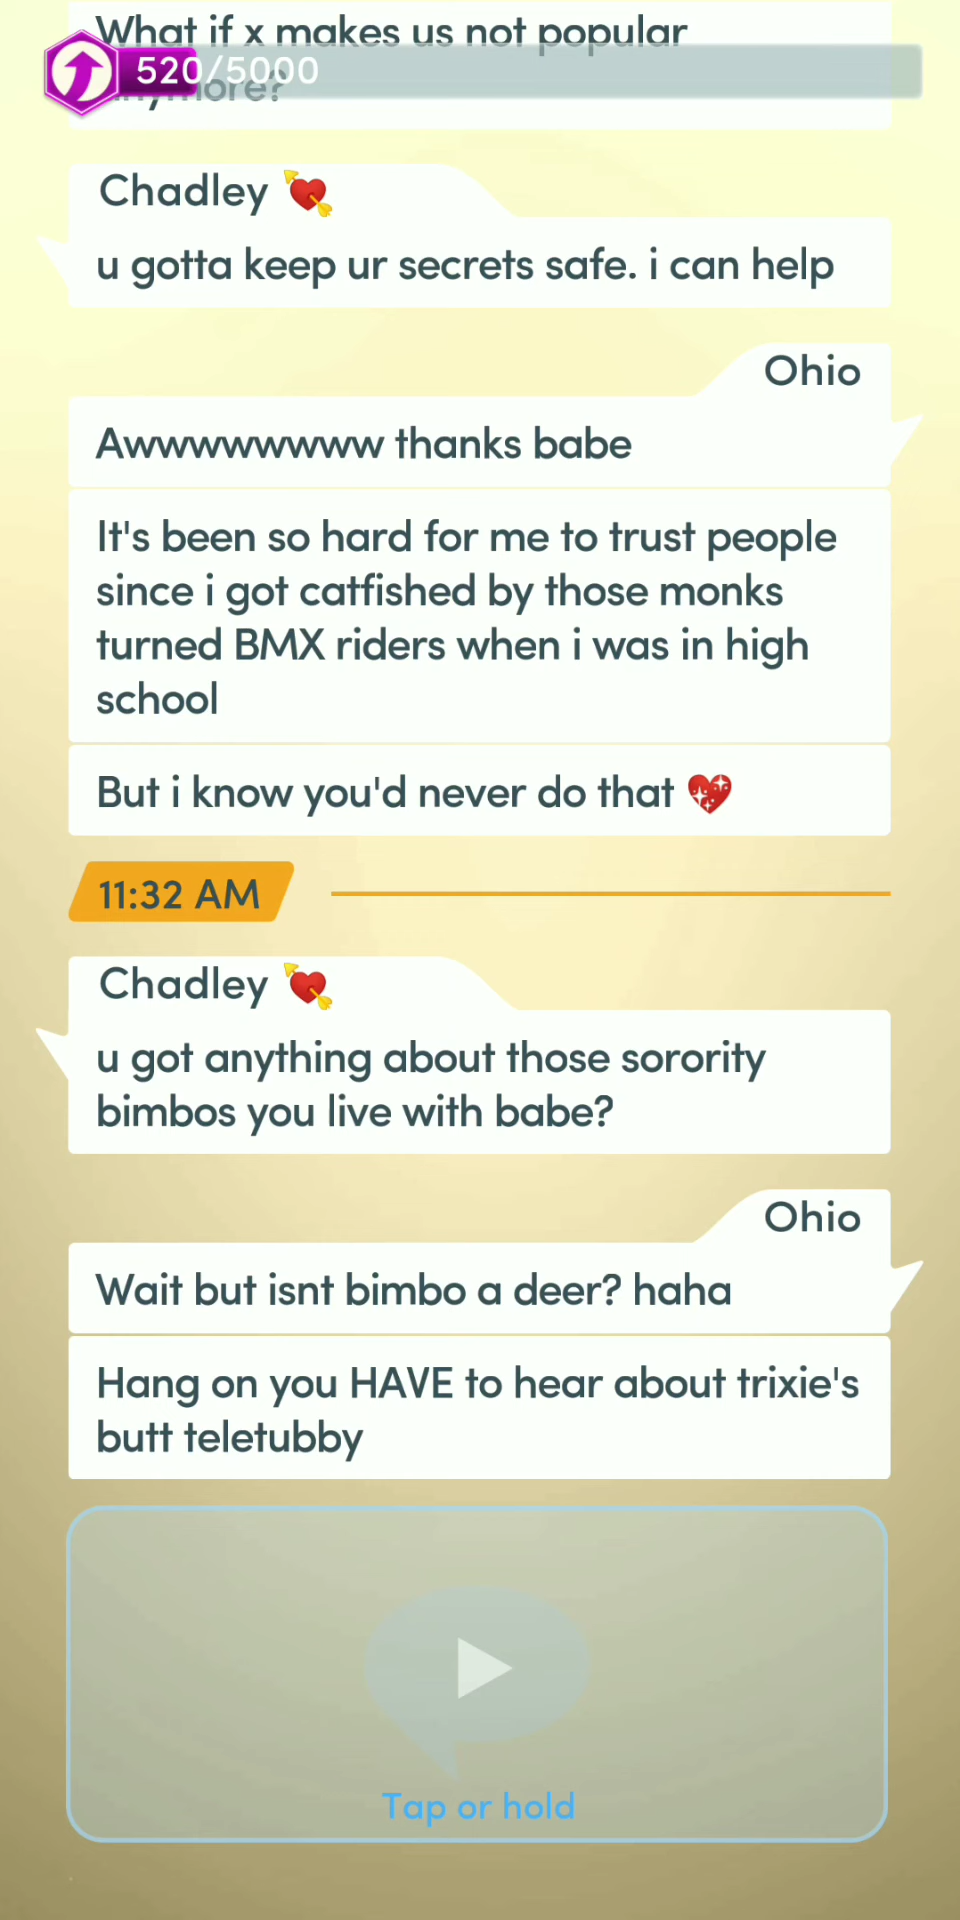 What if x makes us not popular
520/5000
anymore?
Chadley 💘
u gotta keep ur secrets safe. i can help
Ohio
Awwwwwwww thanks babe
It's been so hard for me to trust people
since i got catfished by those monks
turned BMX riders when i was in high
school
But i know you'd never do that 💖
11:32 AM
Chadley 💘
u got anything about those sorority
bimbos you live with babe?
Ohio
Wait but isnt bimbo a deer? haha
Hang on you HAVE to hear about trixie's
butt teletubby
Tap or hold